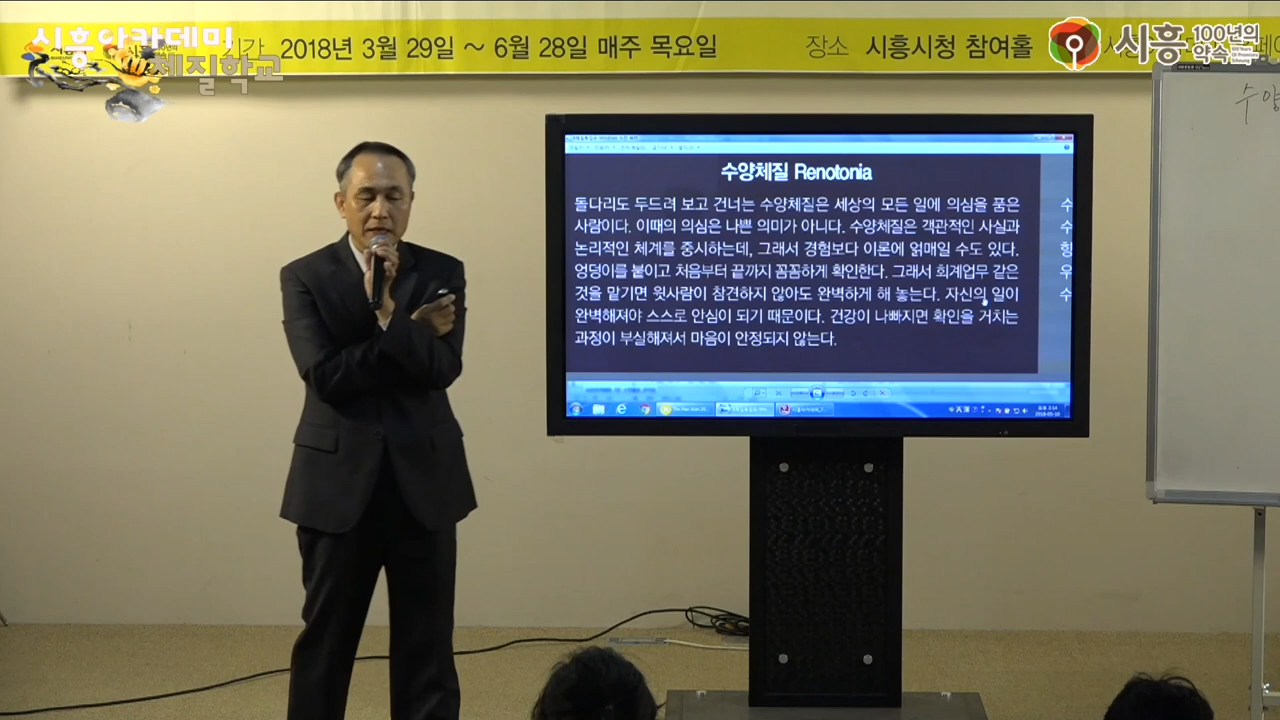 시흥아카데미
체질학교
시간 2018년 3월 29일 ~ 6월 28일 매주 목요일
장소 시흥시청 참여홀
시흥 100년의 약속
수양체질 Renotonia
돌다리도 두드려 보고 건너는 수양체질은 세상의 모든 일에 의심을 품은
사람이다. 이때의 의심은 나쁜 의미가 아니다. 수양체질은 객관적인 사실과
논리적인 체계를 중시하는데, 그래서 경험보다 이론에 얽매일 수도 있다.
엉덩이를 붙이고 처음부터 끝까지 꼼꼼하게 확인한다. 그래서 회계업무 같은
것을 맡기면 윗사람이 참견하지 않아도 완벽하게 해 놓는다. 자신의 일이
완벽해져야 스스로 안심이 되기 때문이다. 건강이 나빠지면 확인을 거치는
과정이 부실해져서 마음이 안정되지 않는다.
수
수
항
우
수
수양